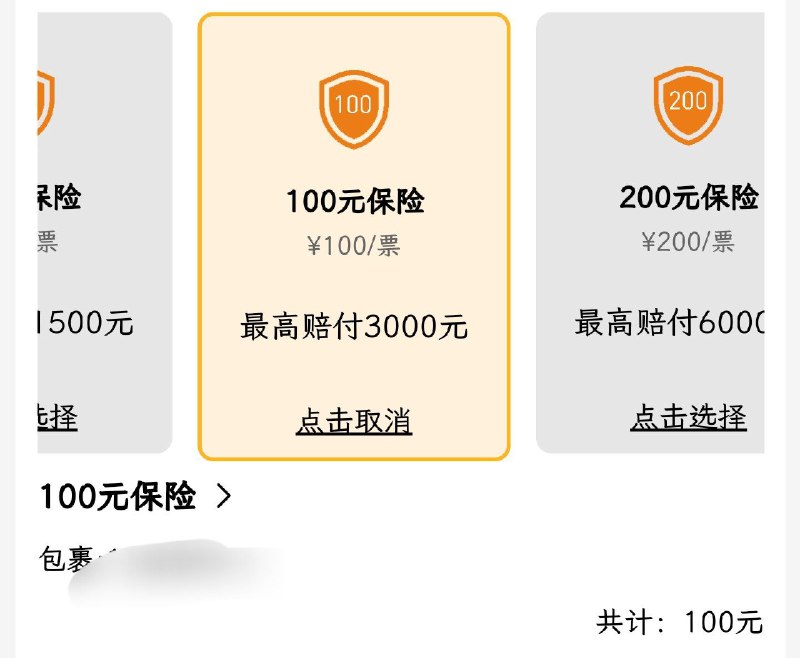 100
200
保险
100元保险
200元保险
票
¥100/票
¥200/票
1500元
最高赔付3000元
最高赔付6000
选择
点击取消
点击选择
100元保险 >
包裹
共计：100元